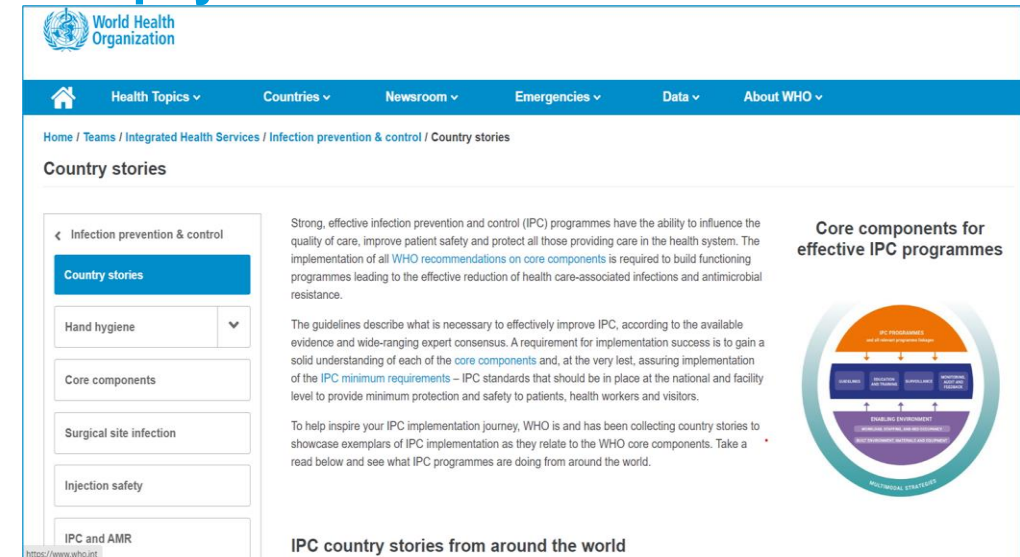 World Health
Organization
Health Topics
Countries
Newsroom
Emergencies
Data
About WHO
Home / Teams / Integrated Health Services / Infection prevention & control / Country stories
Country stories
Infection prevention & control
Country stories
Hand hygiene
Core components
Surgical site infection
Injection safety
IPC and AMR
https://www.who.int
Strong, effective infection prevention and control (IPC) programmes have the ability to influence the
quality of care, improve patient safety and protect all those providing care in the health system. The
implementation of all WHO recommendations on core components is required to build functioning
programmes leading to the effective reduction of health care-associated infections and antimicrobial
resistance.
The guidelines describe what is necessary to effectively improve IPC, according to the available
evidence and wide-ranging expert consensus. A requirement for implementation success is to gain a
solid understanding of each of the core components and, at the very lest, assuring implementation
of the IPC minimum requirements – IPC standards that should be in place at the national and facility
level to provide minimum protection and safety to patients, health workers and visitors.
To help inspire your IPC implementation journey, WHO is and has been collecting country stories to
showcase exemplars of IPC implementation as they relate to the WHO core components. Take a
read below and see what IPC programmes are doing from around the world.
IPC country stories from around the world
Core components for
effective IPC programmes
IPC PROGRAMMES
and all relevant programme linkages
GUIDELINES
EDUCATION
AND TRAINING
SURVEILLANCE
MONITORING,
AUDIT AND
FEEDBACK
ENABLING ENVIRONMENT
WORKLOAD, STAFFING, AND BED OCCUPANCY
BUILT ENVIRONMENT, MATERIALS AND EQUIPMENT
MULTIMODAL STRATEGIES